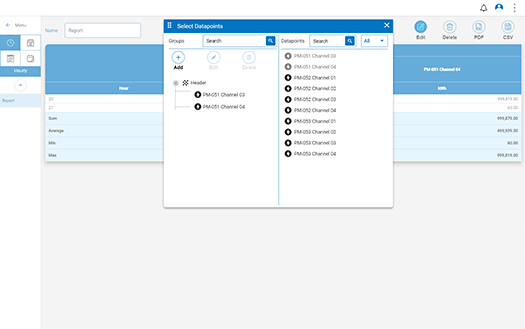 Menu
Hourly
Report
Name
Report
Edit
Delete
PDF
CSV
Select Datapoints
Groups
Search
Datapoints
Search
All
Add
Edit
Delete
Header
PM-051 Channel 03
PM-051 Channel 04
PM-051 Channel 03
PM-051 Channel 04
PM-052 Channel 01
PM-052 Channel 02
PM-052 Channel 03
PM-052 Channel 04
PM-053 Channel 01
PM-053 Channel 02
PM-053 Channel 03
PM-053 Channel 04
PM-051 Channel 04
Hour
kWh
20
999,819.00
21
60.00
Sum
999,879.00
Average
Min
60.00
Max
999,819.00